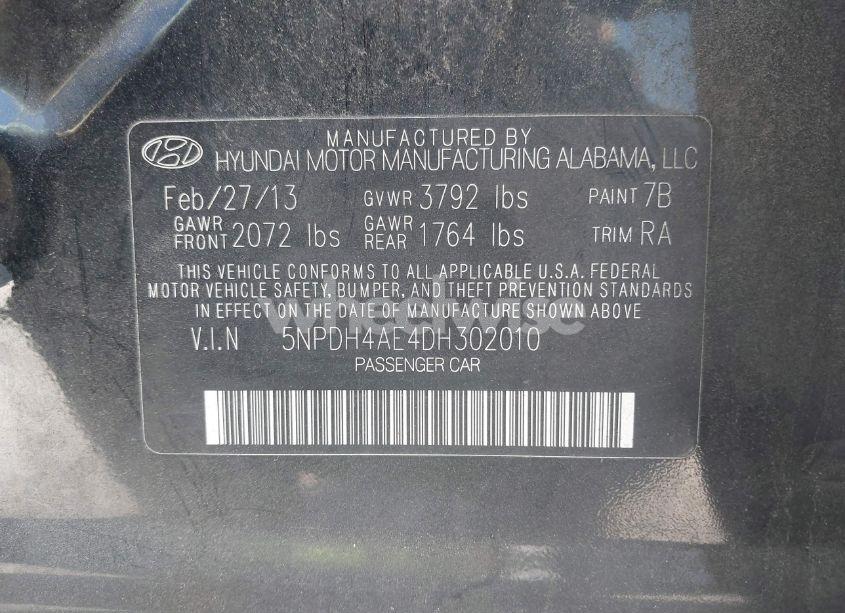 MANUFACTURED BY
HYUNDAI MOTOR MANUFACTURING ALABAMA, LLC
Feb/27/13 GVWR 3792 lbs PAINT 7B
GAWR FRONT 2072 lbs GAWR REAR 1764 lbs TRIM RA
THIS VEHICLE CONFORMS TO ALL APPLICABLE U.S.A. FEDERAL
MOTOR VEHICLE SAFETY, BUMPER, AND THEFT PREVENTION STANDARDS
IN EFFECT ON THE DATE OF MANUFACTURE SHOWN ABOVE
wheelwise
V.I.N 5NPDH4AE4DH302010
PASSENGER CAR